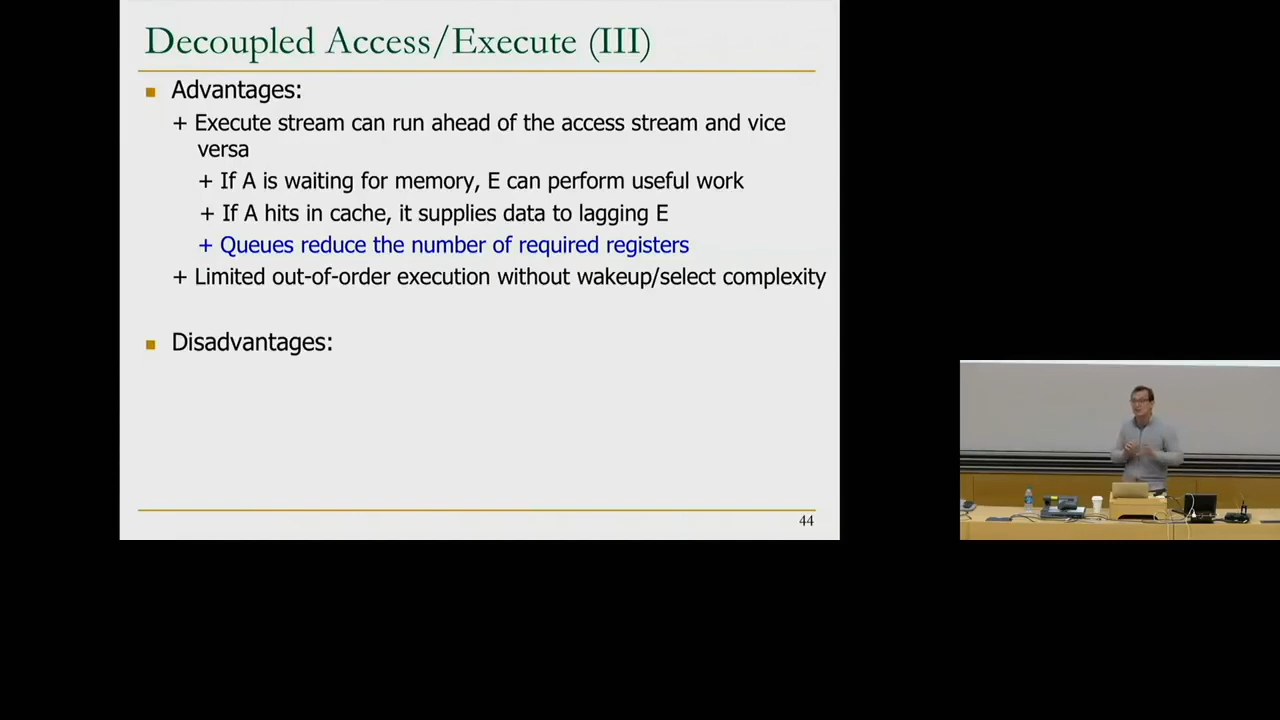 Decoupled Access/Execute (III)
Advantages:
+ Execute stream can run ahead of the access stream and vice
versa
+ If A is waiting for memory, E can perform useful work
+ If A hits in cache, it supplies data to lagging E
+ Queues reduce the number of required registers
+ Limited out-of-order execution without wakeup/select complexity
Disadvantages:
44